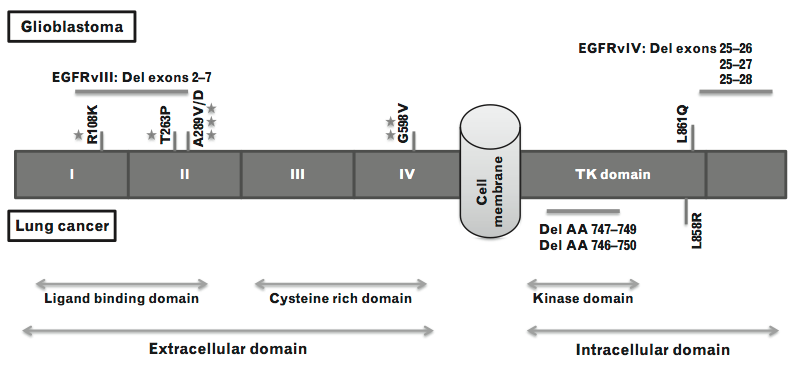 Glioblastoma
EGFRvIV: Del exons 25–26
25–27
25–28
EGFRvIII: Del exons 2–7
R108K
T263P
A289V/D
G598V
L861Q
I
II
III
IV
Cell
membrane
TK domain
Lung cancer
Del AA 747–749
Del AA 746–750
L858R
Ligand binding domain
Cysteine rich domain
Kinase domain
Extracellular domain
Intracellular domain